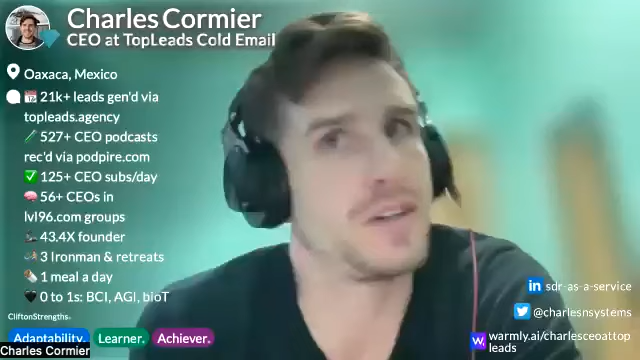 Charles Cormier
CEO at TopLeads Cold Email
Oaxaca, Mexico
21k+ leads gen'd via
topleads.agency
527+ CEO podcasts
rec'd via podpire.com
125+ CEO subs/day
56+ CEOs in
lvl96.com groups
43.4X founder
3 Ironman & retreats
1 meal a day
0 to 1s: BCI, AGI, bioT
CliftonStrengths.
Adaptability. Learner. Achiever.
Charles Cormier
in sdr-as-a-service
@charlesnsystems
warmly.ai/charlesceoattop
leads